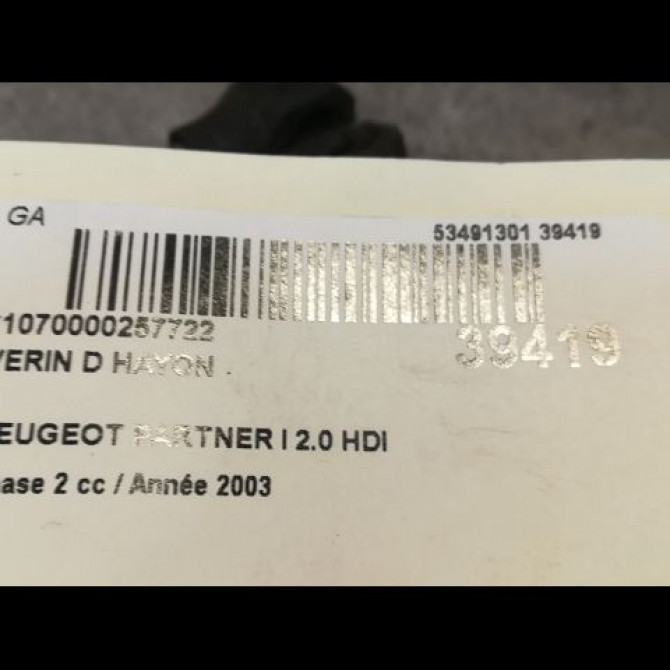 GA
53491301 39419
1070000257722
39419
VERIN D HAYON .
EUGEOT PARTNER I 2.0 HDI
ase 2 cc / Année 2003